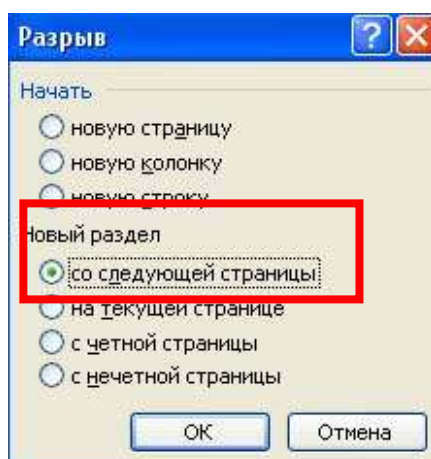 Разрыв
Начать
новую страницу
новую колонку
новую строку
Новый раздел
со следующей страницы
на текущей странице
с четной страницы
с нечетной страницы
ОК
Отмена